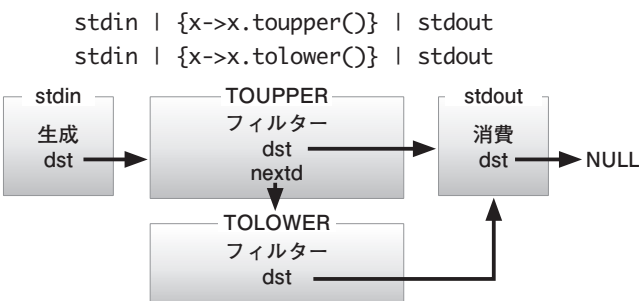 stdin | {x->x.toupper()} | stdout
stdin | {x->x.tolower()} | stdout
stdin
生成
dst
TOUPPER
フィルター
dst
nextd
stdout
消費
dst
NULL
TOLOWER
フィルター
dst